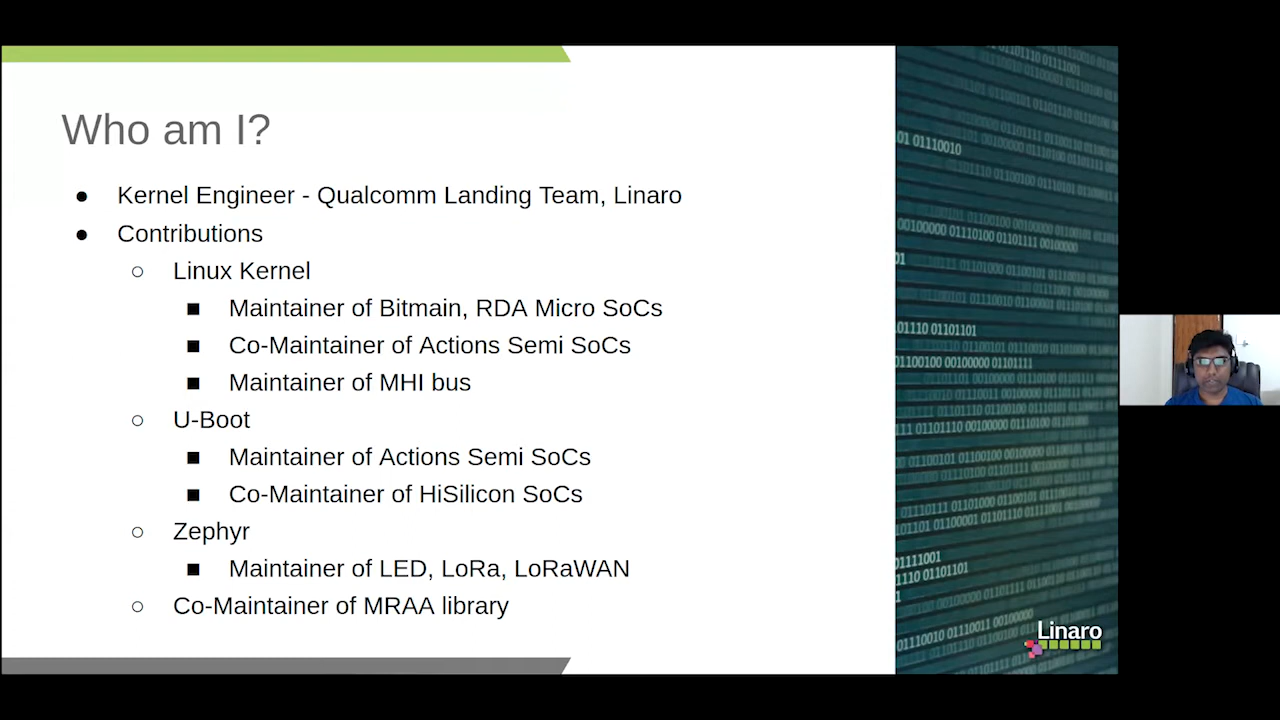 Who am I?
● Kernel Engineer - Qualcomm Landing Team, Linaro
● Contributions
○ Linux Kernel
■ Maintainer of Bitmain, RDA Micro SoCs
■ Co-Maintainer of Actions Semi SoCs
■ Maintainer of MHI bus
○ U-Boot
■ Maintainer of Actions Semi SoCs
■ Co-Maintainer of HiSilicon SoCs
○ Zephyr
■ Maintainer of LED, LoRa, LoRaWAN
○ Co-Maintainer of MRAA library
Linaro